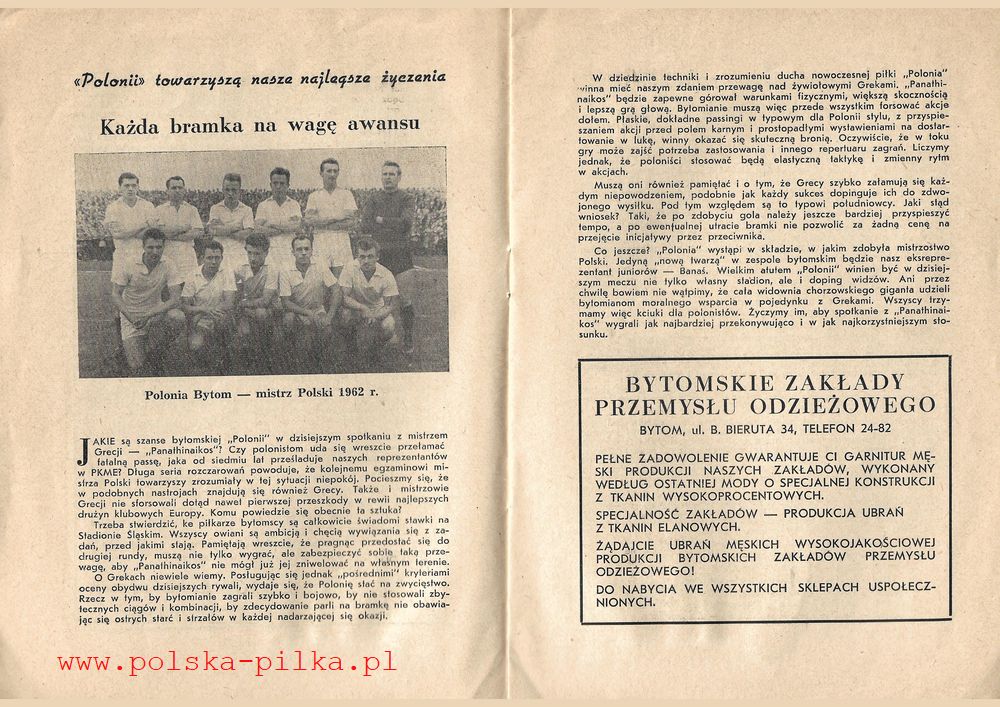 «Polonii» towarzyszą nasze najlepsze życzenia
Każda bramka na wagę awansu
Polonia Bytom — mistrz Polski 1962 r.
JAKIE są szanse bytomskiej „Polonii" w dzisiejszym spotkaniu z mistrzem
Grecji — „Panathinaikos"? Czy polonistom uda się wreszcie przełamać
fatalną passę, jaka od siedmiu lat prześladuje naszych reprezentantów
w PKME? Długa seria rozczarowań powoduje, że kolejnemu egzaminowi mi-
strza Polski towarzyszy zrozumiały w tej sytuacji niepokój. Pocieszmy się, że
w podobnych nastrojach znajdują się również Grecy. Także i mistrzowie
Grecji nie sforsowali dotąd nawet pierwszej przeszkody w rewii najlepszych
drużyn klubowych Europy. Komu powiedzie się obecnie ta sztuka?
Trzeba stwierdzić, ke piłkarze bytomscy są całkowicie świadomi stawki na
Stadionie Śląskim. Wszyscy owiani są ambicją i chęcią wywiązania się z za-
dań, przed jakimi stają. Pamiętają wreszcie, że pragnąc przedostać się do
drugiej rundy, muszą nie tylko wygrać, ale zabezpieczyć sobie taką prze-
wagę, aby „Panathinaikos" nie mógł już jej zniwelować na własnym terenie.
O Grekach niewiele wiemy. Posługując się jednak „pośrednimi" kryteriami
oceny obydwu dzisiejszych rywali, wydaje się, że Polonię stać na zwycięstwo.
Rzecz w tym, by bytomianie zagrali szybko i bojowo, by nie stosowali zby-
tecznych ciągów i kombinacji, by zdecydowanie parli na bramkę nie obawia-
jąc się ostrych starć i strzałów w każdej nadarzającej się okazji.
W dziedzinie techniki i zrozumieniu ducha nowoczesnej piłki „Polonia"
winna mieć naszym zdaniem przewagę nad żywiołowymi Grekami. „Panathi-
naikos" będzie zapewne górował warunkami fizycznymi, większą skocznością
i lepszą grą głową. Bytomianie muszą więc przede wszystkim forsować akcje
dołem. Płaskie, dokładne passingi w typowym dla Polonii stylu, z przyspie-
szaniem akcji przed polem karnym i prostopadłymi wystawieniami na dostar-
towanie w lukę, winny okazać się skuteczną bronią. Oczywiście, że w toku
gry może zajść potrzeba zastosowania i innego repertuaru zagrań. Liczymy
jednak, że poloniści stosować będą elastyczną taktykę i zmienny rytm
w akcjach.
Muszą oni również pamiętać i o tym, że Grecy szybko załamują się każ-
dym niepowodzeniem, podobnie jak każdy sukces dopinguje ich do zdwo-
jonego wysiłku. Pod tym względem są to typowi południowcy. Jaki stąd
wniosek? Taki, że po zdobyciu gola należy jeszcze bardziej przyspieszyć
tempo, a po ewentualnej utracie bramki nie pozwolić za żadną cenę na
przejęcie inicjatywy przez przeciwnika.
Co jeszcze? „Polonia" wystąpi w składzie, w jakim zdobyła mistrzostwo
Polski. Jedyną „nową twarzą" w zespole bytomskim będzie nasz eksrepre-
zentant juniorów — Banaś. Wielkim atutem „Polonii" winien być w dzisiej-
szym meczu nie tylko własny stadion, ale i doping widzów. Ani przez
chwilę bowiem nie wątpimy, że cała widownia chorzowskiego giganta udzieli
bytomianom moralnego wsparcia w pojedynku z Grekami. Wszyscy trzy-
mamy więc kciuki dla polonistów. Życzymy im, aby spotkanie z „Panathinai-
kos" wygrali jak najbardziej przekonywująco i w jak najkorzystniejszym sto-
sunku.
BYTOMSKIE ZAKŁADY
PRZEMYSŁU ODZIEŻOWEGO
BYTOM, ul. B. BIERUTA 34, TELEFON 24-82
PEŁNE ZADOWOLENIE GWARANTUJE CI GARNITUR MĘ-
SKI PRODUKCJI NASZYCH ZAKŁADÓW, WYKONANY
WEDŁUG OSTATNIEJ MODY O SPECJALNEJ KONSTRUKCJI
Z TKANIN WYSOKOPROCENTOWYCH.
SPECJALNOŚĆ ZAKŁADÓW — PRODUKCJA UBRAŃ
Z TKANIN ELANOWYCH.
ŻĄDAJCIE UBRAŃ MĘSKICH WYSOKOJAKOŚCIOWEJ
PRODUKCJI BYTOMSKICH ZAKŁADÓW PRZEMYSŁU
ODZIEŻOWEGO!
DO NABYCIA WE WSZYSTKICH SKLEPACH USPOŁECZ-
NIONYCH.
www.polska-pilka.pl